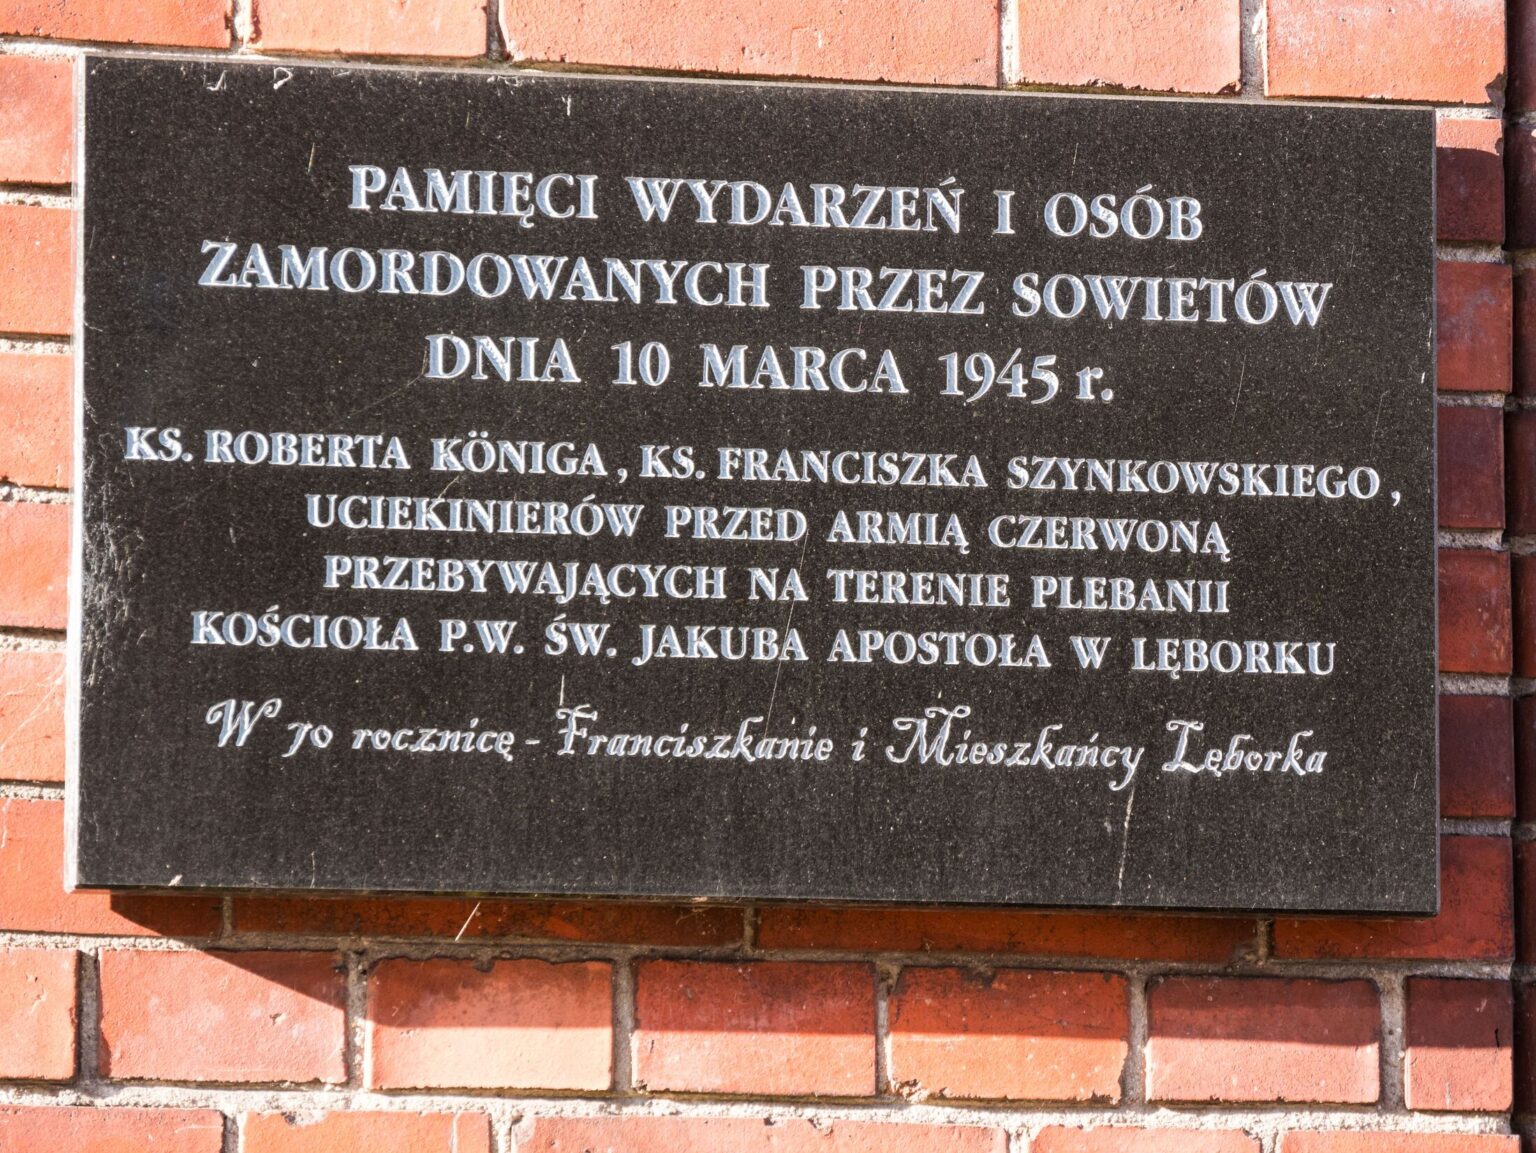 PAMIĘCI WYDARZEŃ I OSÓB
ZAMORDOWANYCH PRZEZ SOWIETÓW
DNIA 10 MARCA 1945 r.
KS. ROBERTA KÖNIGA, KS. FRANCISZKA SZYNKOWSKIEGO,
UCIEKINIERÓW PRZED ARMIĄ CZERWONĄ
PRZEBYWAJĄCYCH NA TERENIE PLEBANII
KOŚCIOŁA P.W. ŚW. JAKUBA APOSTOŁA W LĘBORKU
W 70 rocznicę - Franciszkanie i Mieszkańcy Lęborka